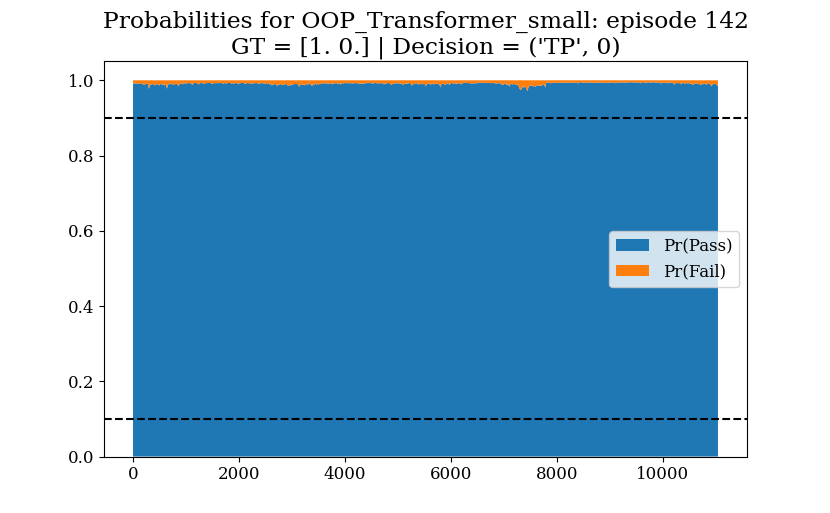 Probabilities for OOP_Transformer_small: episode 142
GT = [1. 0.] | Decision = ('TP', 0)
1.0
0.8
0.6
0.4
0.2
0.0
Pr(Pass)
Pr(Fail)
0 2000 4000 6000 8000 10000